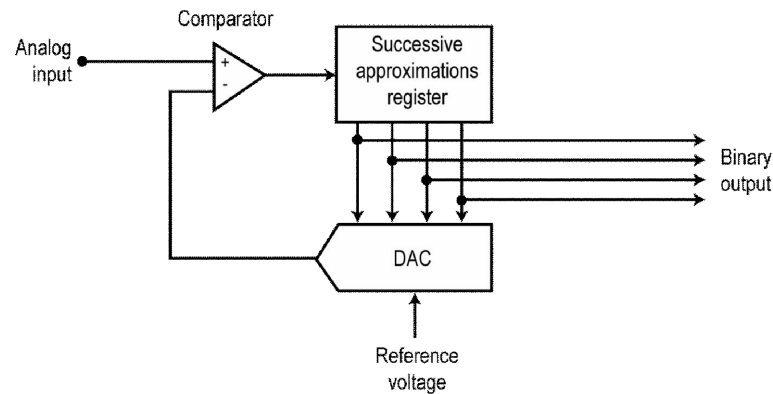 Comparator
Analog
input
+
-
Successive
approximations
register
Binary
output
DAC
Reference
voltage